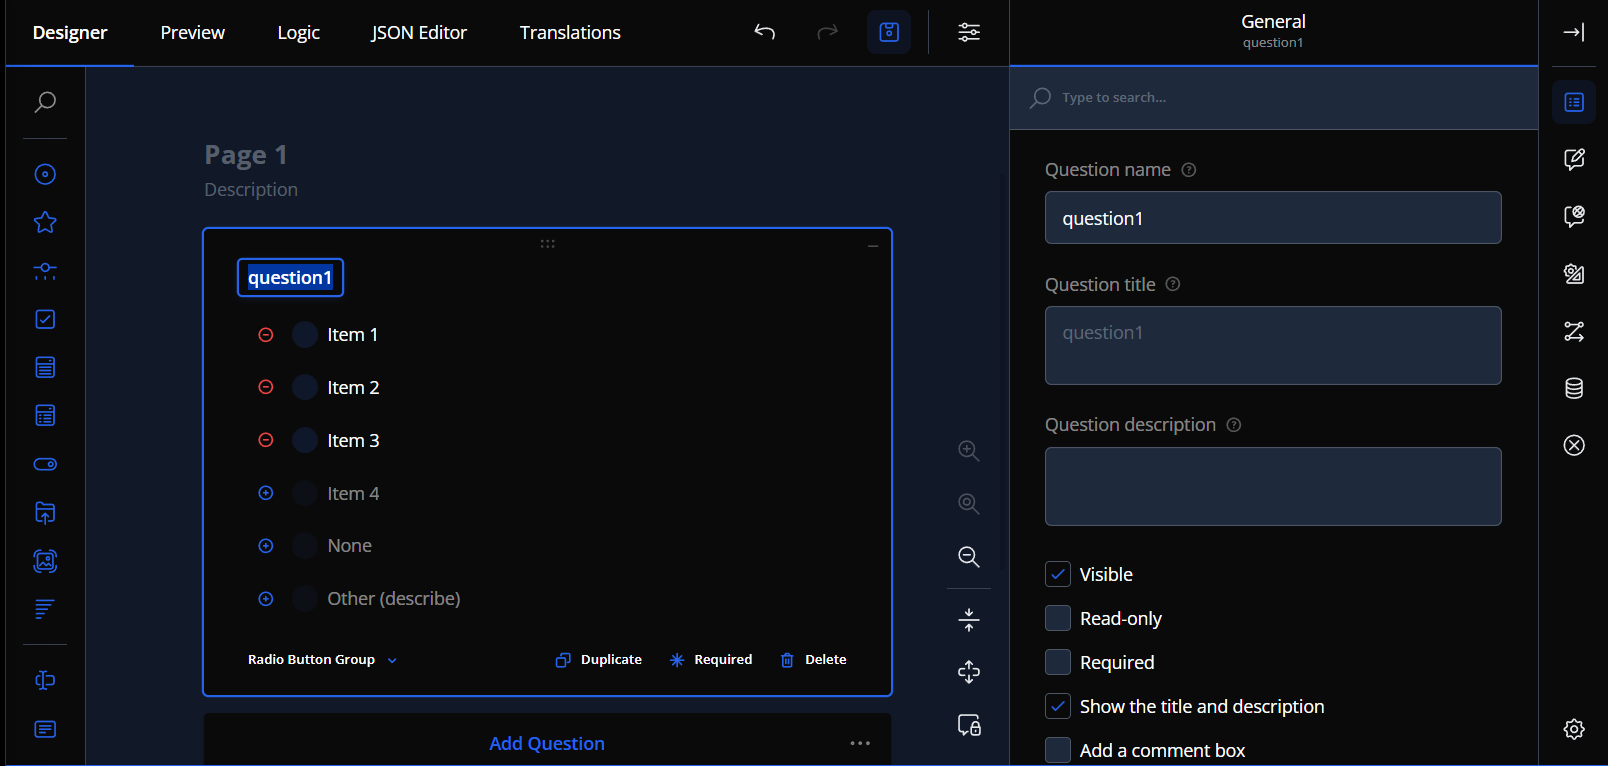 Designer Preview Logic JSON Editor Translations
General
question1
Type to search...
Page 1
Description
question1
Item 1
Item 2
Item 3
Item 4
None
Other (describe)
Radio Button Group Duplicate Required Delete
Add Question
Question name
question1
Question title
question1
Question description
Visible
Read-only
Required
Show the title and description
Add a comment box